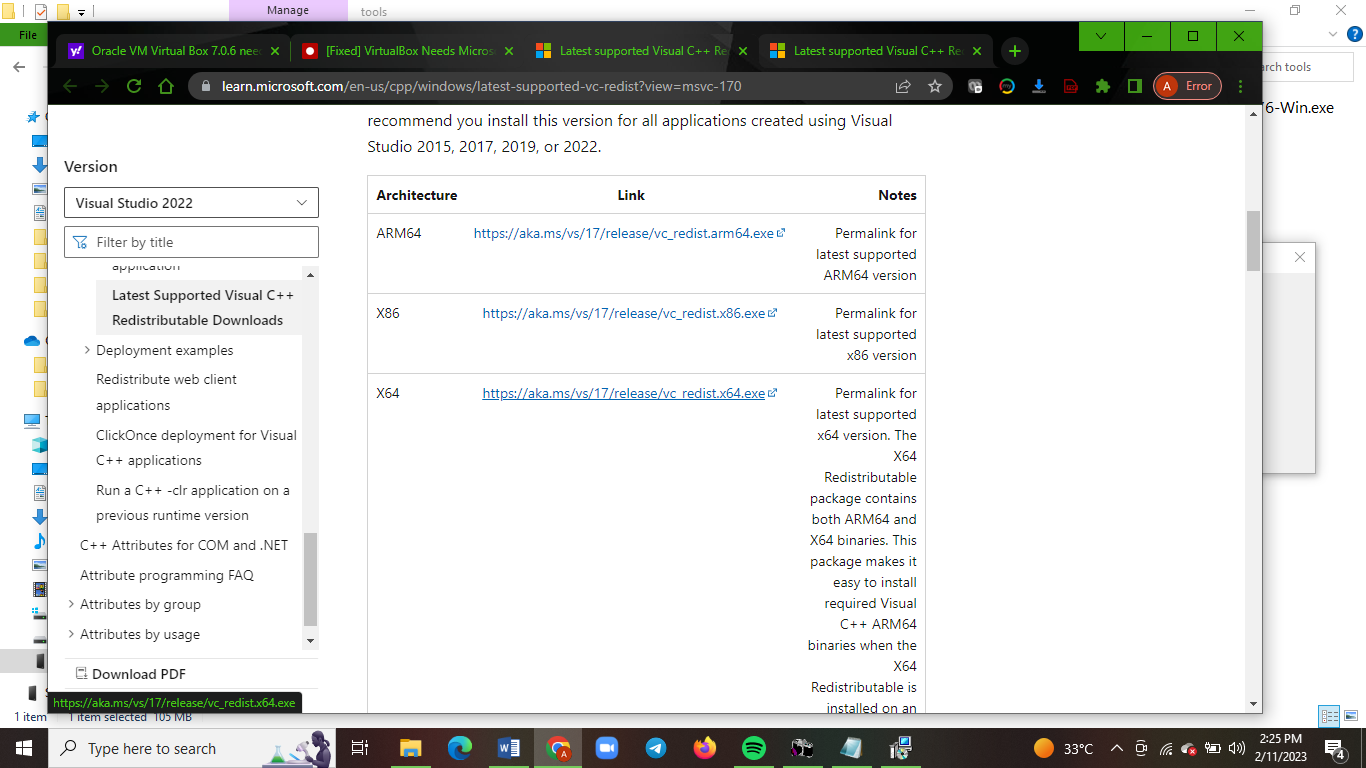 Manage
tools
File
Oracle VM Virtual Box 7.0.6 nee
[Fixed] VirtualBox Needs Micros
Latest supported Visual C++ Re
Latest supported Visual C++ Re
learn.microsoft.com/en-us/cpp/windows/latest-supported-vc-redist?view=msvc-170
A Error
arch tools
6-Win.exe
recommend you install this version for all applications created using Visual
Studio 2015, 2017, 2019, or 2022.
Version
Visual Studio 2022
Filter by title
application
Latest Supported Visual C++
Redistributable Downloads
Deployment examples
Redistribute web client
applications
ClickOnce deployment for Visual
C++ applications
Run a C++ -clr application on a
previous runtime version
C++ Attributes for COM and .NET
Attribute programming FAQ
Attributes by group
Attributes by usage
Download PDF
Architecture Link Notes
ARM64 https://aka.ms/vs/17/release/vc_redist.arm64.exe Permalink for
latest supported
ARM64 version
X86 https://aka.ms/vs/17/release/vc_redist.x86.exe Permalink for
latest supported
x86 version
X64 https://aka.ms/vs/17/release/vc_redist.x64.exe Permalink for
latest supported
x64 version. The
X64
Redistributable
package contains
both ARM64 and
X64 binaries. This
package makes it
easy to install
required Visual
C++ ARM64
binaries when the
X64
Redistributable is
installed on an
https://aka.ms/vs/17/release/vc_redist.x64.exe
1 item 1 item selected 105 MB
Type here to search
33°C
2:25 PM
2/11/2023
4